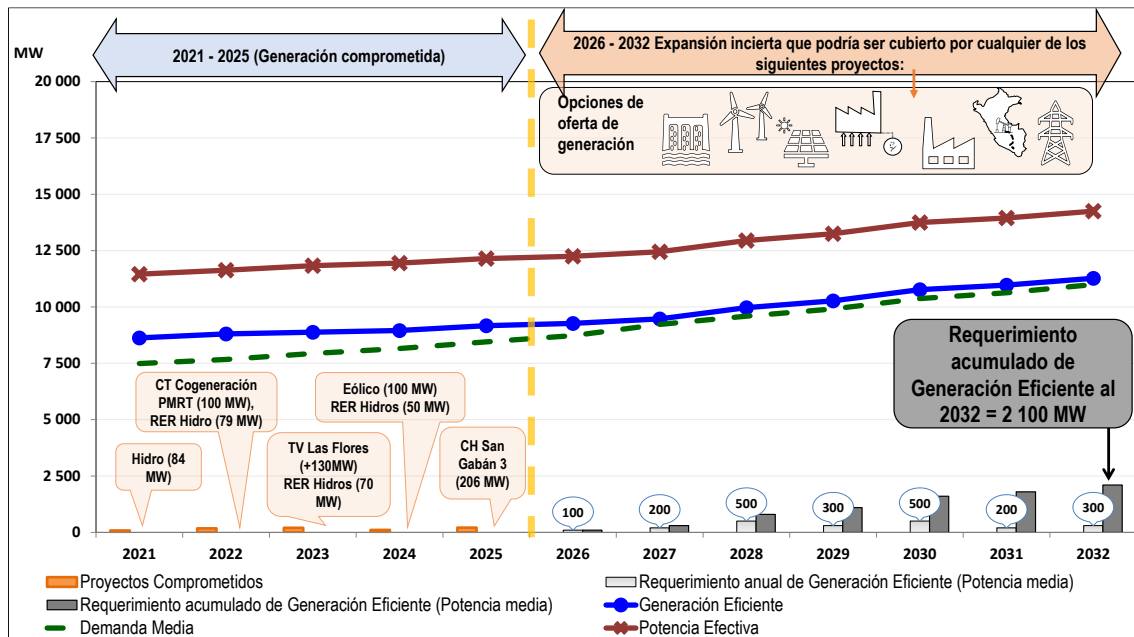 MW
2021 - 2025 (Generación comprometida)
2026 - 2032 Expansión incierta que podría ser cubierto por cualquier de los
siguientes proyectos:
Opciones de
oferta de
generación
20 000
17 500
15 000
12 500
10 000
7 500
5 000
2 500
0
Hidro (84
MW)
CT Cogeneración
PMRT (100 MW),
RER Hidro (79 MW)
TV Las Flores
(+130MW)
RER Hidros (70
MW)
Eólico (100 MW)
RER Hidros (50 MW)
CH San
Gabán 3
(206 MW)
Requerimiento
acumulado de
Generación Eficiente al
2032 = 2 100 MW
100
200
500
300
500
200
300
2021
2022
2023
2024
2025
2026
2027
2028
2029
2030
2031
2032
Proyectos Comprometidos
Requerimiento anual de Generación Eficiente (Potencia media)
Requerimiento acumulado de Generación Eficiente (Potencia media)
Generación Eficiente
Demanda Media
Potencia Efectiva